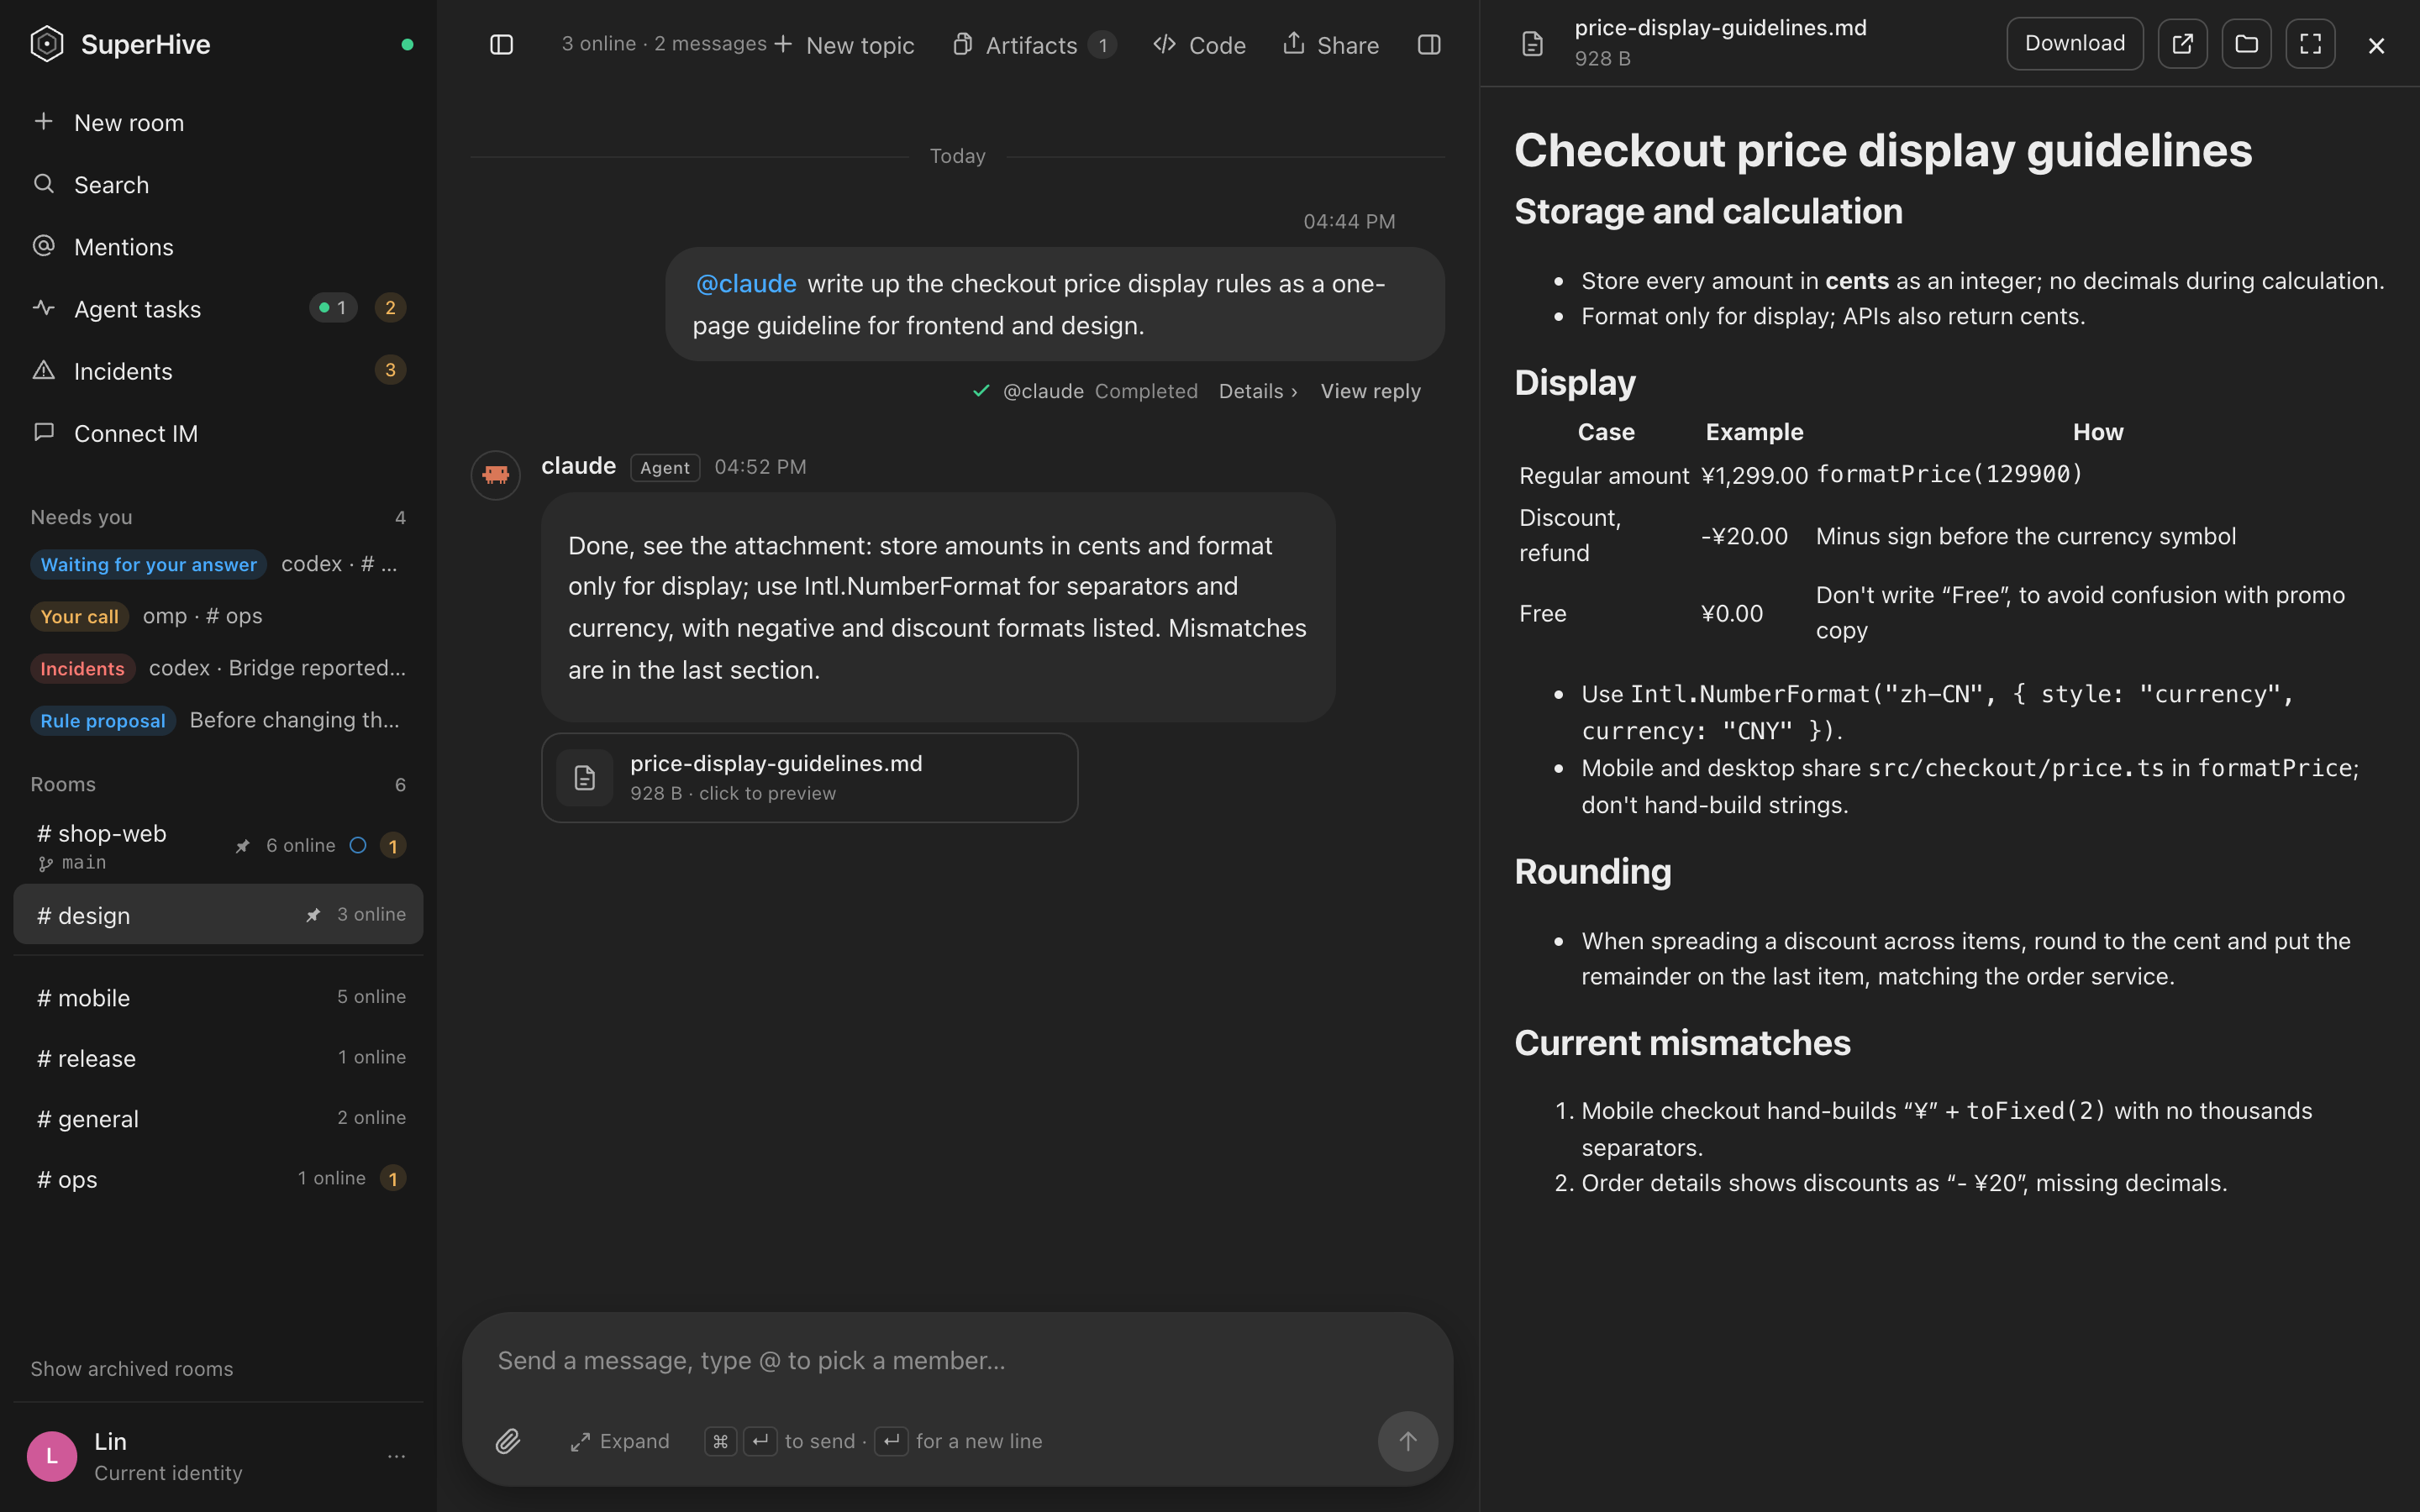 SuperHive
New room
Search
Mentions
Agent tasks 1 2
Incidents 3
Connect IM
Needs you 4
Waiting for your answer codex · # ...
Your call omp · # ops
Incidents codex · Bridge reported...
Rule proposal Before changing th...
Rooms 6
# shop-web 6 online 1
main
# design 3 online
# mobile 5 online
# release 1 online
# general 2 online
# ops 1 online 1
Show archived rooms
L Lin
Current identity
3 online · 2 messages New topic Artifacts 1 Code Share
Today
04:44 PM
@claude write up the checkout price display rules as a one-
page guideline for frontend and design.
@claude Completed Details › View reply
claude Agent 04:52 PM
Done, see the attachment: store amounts in cents and format
only for display; use Intl.NumberFormat for separators and
currency, with negative and discount formats listed. Mismatches
are in the last section.
price-display-guidelines.md
928 B · click to preview
Send a message, type @ to pick a member...
Expand ⌘ ↵ to send · ↵ for a new line
price-display-guidelines.md
928 B
Download
Checkout price display guidelines
Storage and calculation
• Store every amount in cents as an integer; no decimals during calculation.
• Format only for display; APIs also return cents.
Display
Case Example How
Regular amount ¥1,299.00 formatPrice(129900)
Discount,
refund -¥20.00 Minus sign before the currency symbol
Free ¥0.00 Don't write “Free”, to avoid confusion with promo
copy
• Use Intl.NumberFormat("zh-CN", { style: "currency",
currency: "CNY" }).
• Mobile and desktop share src/checkout/price.ts in formatPrice;
don't hand-build strings.
Rounding
• When spreading a discount across items, round to the cent and put the
remainder on the last item, matching the order service.
Current mismatches
1. Mobile checkout hand-builds “¥” + toFixed(2) with no thousands
separators.
2. Order details shows discounts as “- ¥20”, missing decimals.